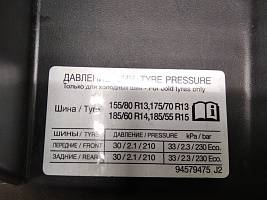 ДАВЛЕНИЕ ШИН - TYRE PRESSURE
Только для холодных шин - For Cold tyres only
Шина / Tyre 155/80 R13,175/70 R13
185/60 R14,185/55 R15
ШИНЫ / TYRE ДАВЛЕНИЕ / PRESSURE kPa / bar
ПЕРЕДНИЕ / FRONT 30 / 2.1 / 210 33 / 2.3 / 230 Eco.
ЗАДНИЕ / REAR 30 / 2.1 / 210 33 / 2.3 / 230 Eco.
94579475 J2